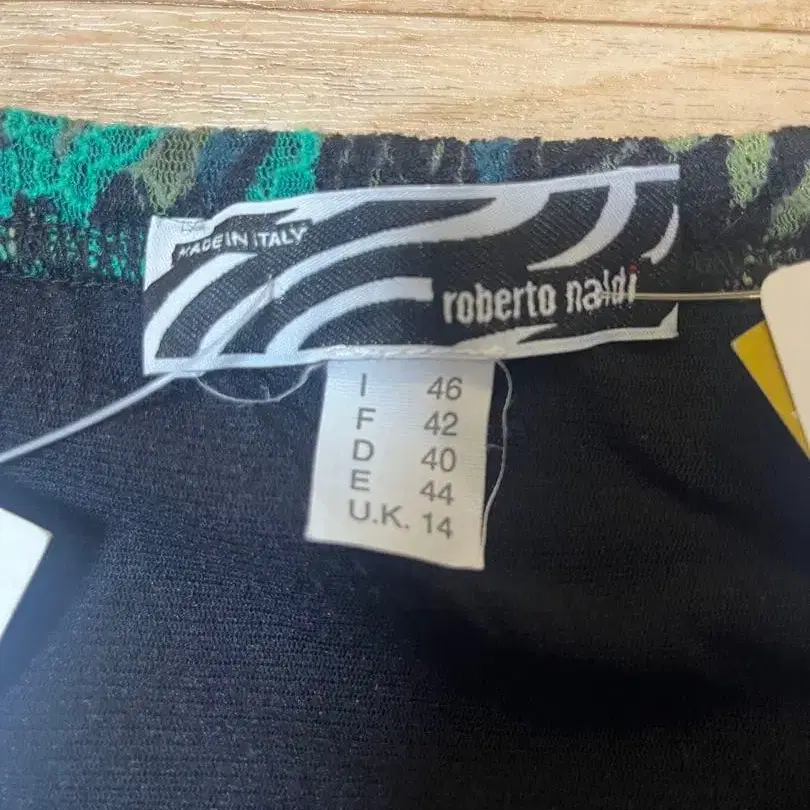 MADE IN ITALY
roberto naldi
I 46
F 42
D 40
E 44
U.K. 14